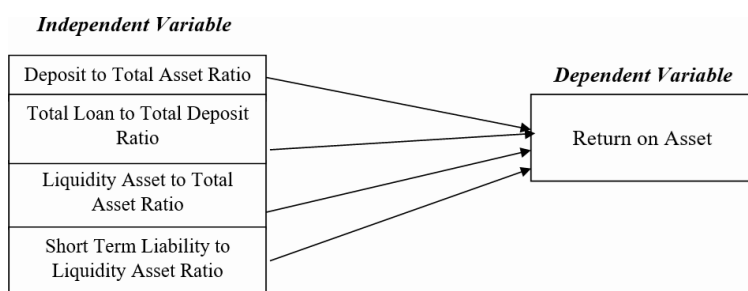 Independent Variable
Deposit to Total Asset Ratio
Total Loan to Total Deposit
Ratio
Liquidity Asset to Total
Asset Ratio
Short Term Liability to
Liquidity Asset Ratio
Dependent Variable
Return on Asset